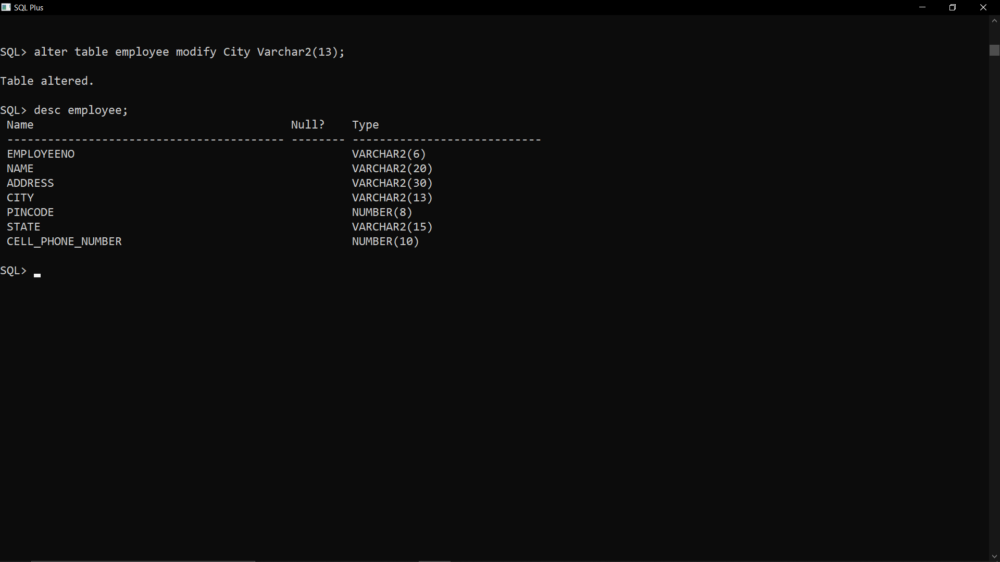 SQL Plus
SQL> alter table employee modify City Varchar2(13);
Table altered.
SQL> desc employee;
Name Null? Type
----------------------------------------- -------- ----------------------------
EMPLOYEENO VARCHAR2(6)
NAME VARCHAR2(20)
ADDRESS VARCHAR2(30)
CITY VARCHAR2(13)
PINCODE NUMBER(8)
STATE VARCHAR2(15)
CELL_PHONE_NUMBER NUMBER(10)
SQL>